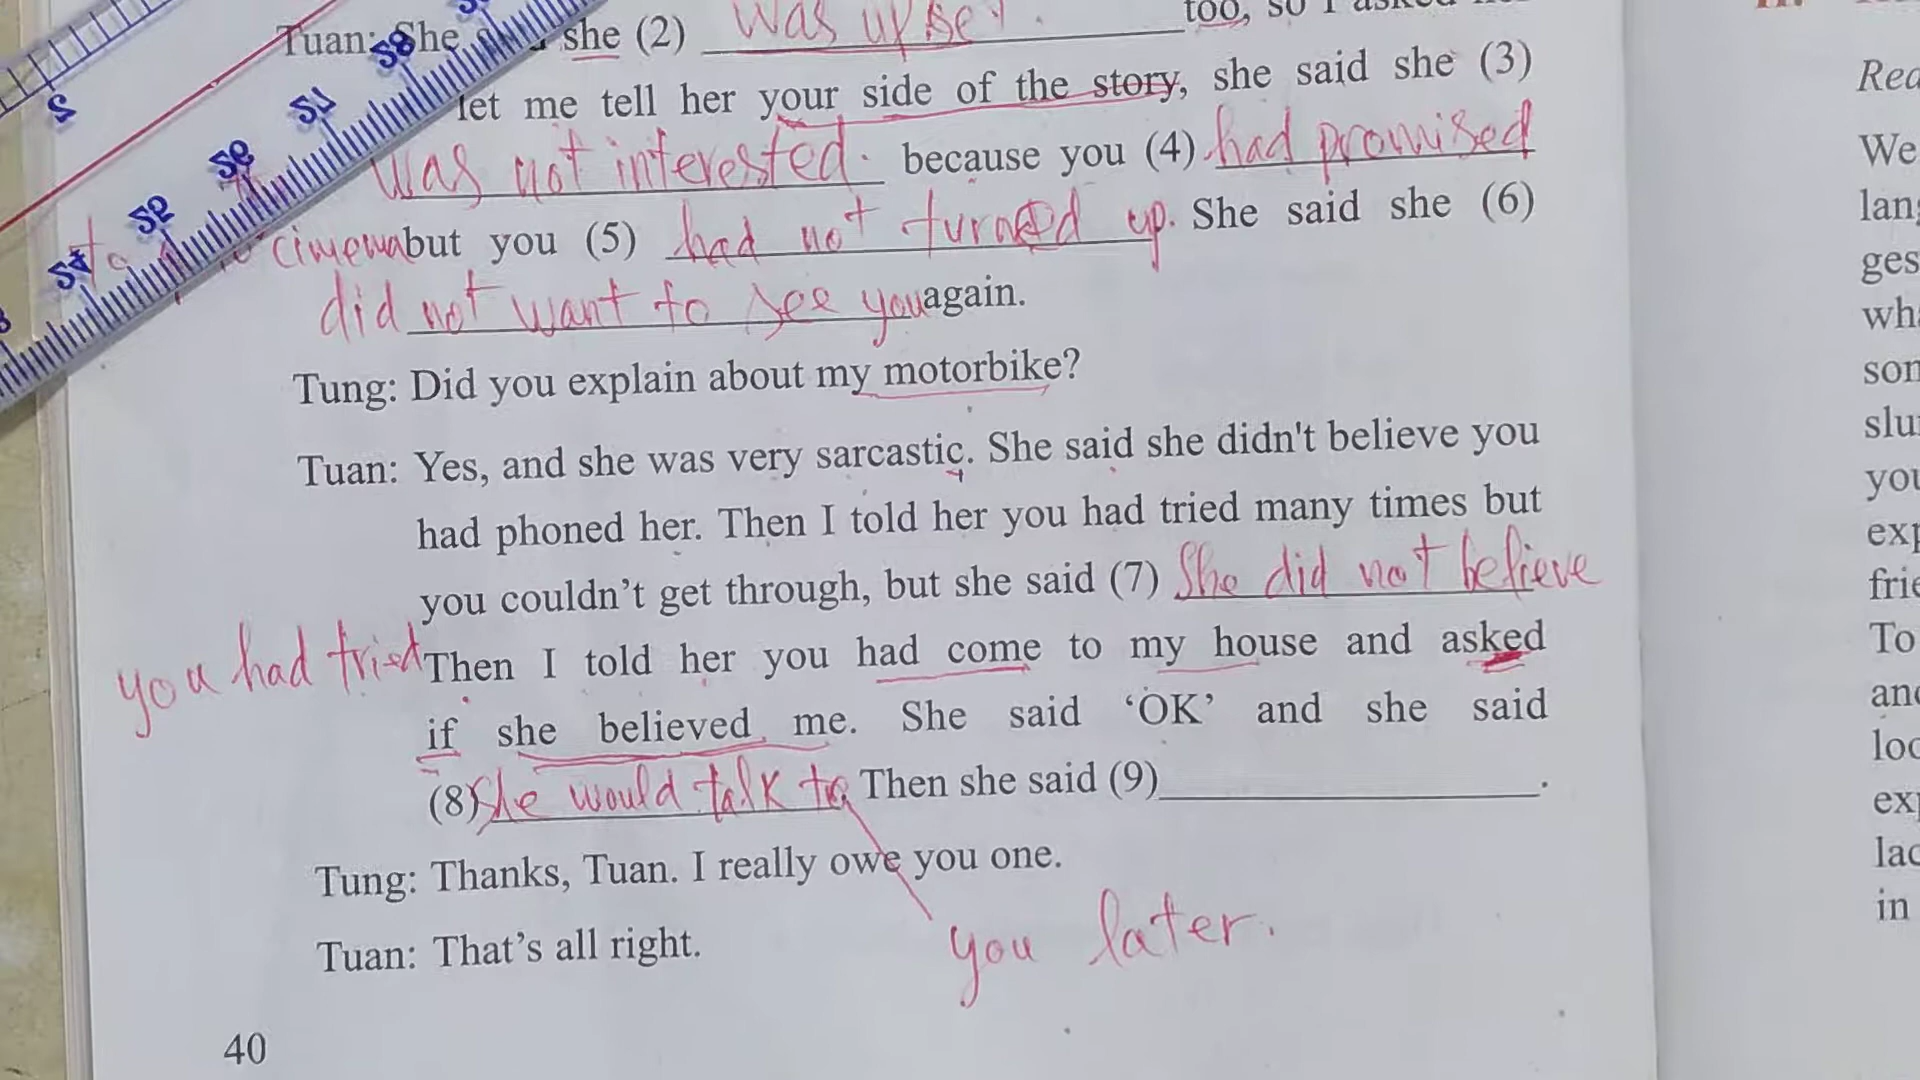 Tuan: She she (2) was upset. too, so I asked
let me tell her your side of the story, she said she (3)
was not interested. because you (4) had promised
cinema but you (5) had not turned up. She said she (6)
did not want to see you again.
Tung: Did you explain about my motorbike?
Tuan: Yes, and she was very sarcastic. She said she didn't believe you
had phoned her. Then I told her you had tried many times but
you couldn't get through, but she said (7) She did not believe
you had tried Then I told her you had come to my house and asked
if she believed me. She said ‘OK’ and she said
(8) She would talk to Then she said (9)________.
Tung: Thanks, Tuan. I really owe you one.
you later.
Tuan: That's all right.
40
We
ges
you
To
in